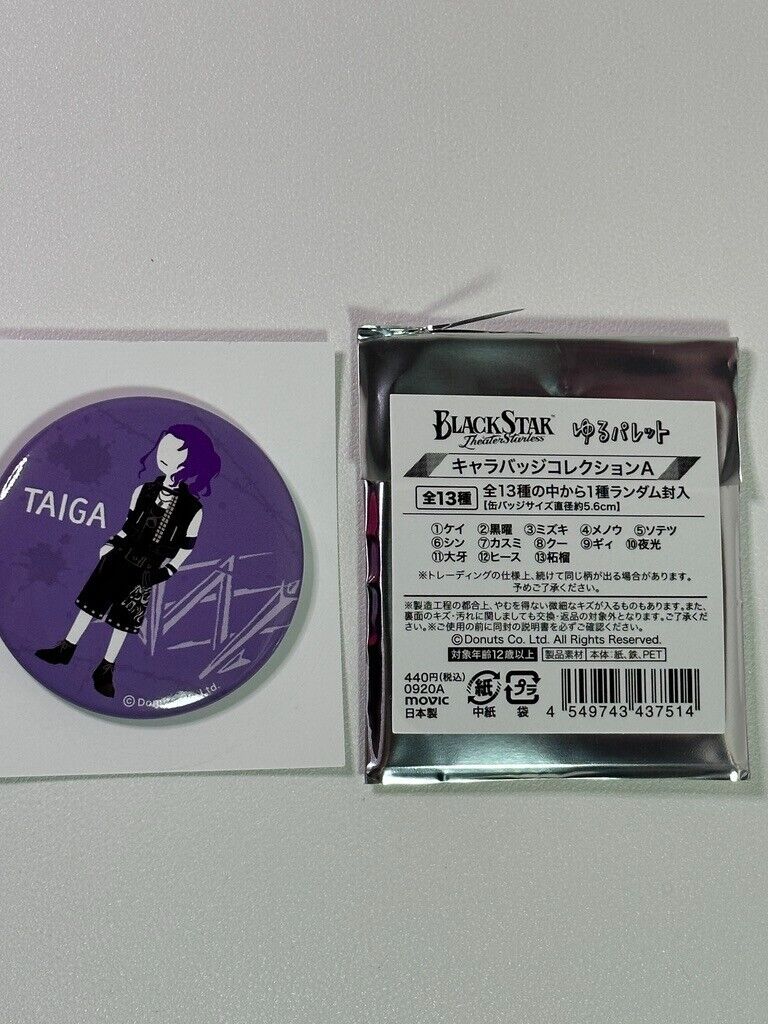 TAIGA
© Donuts Co. Ltd.
BLACKSTAR™
TheaterStarless
ゆるパレット
キャラバッジコレクションA
全13種 全13種の中から1種ランダム封入
【缶バッジサイズ直径約5.6cm】
①ケイ ②黒曜 ③ミズキ ④メノウ ⑤ソテツ
⑥シン ⑦カスミ ⑧クー ⑨ギィ ⑩夜光
⑪大牙 ⑫ヒース ⑬柘榴
※トレーディングの仕様上、続けて同じ柄が出る場合があります。
予めご了承ください。
※製造工程の都合上、やむを得ない微細なキズが入るものもあります。また、
裏面のキズ・汚れに関しましても交換・返品の対象外となります。ご了承くだ
さい。※ご使用の前に同封の説明書を必ずご確認ください。
©Donuts Co. Ltd. All Rights Reserved.
対象年齢12歳以上 製品素材 本体:紙、鉄、PET
440円(税込)
0920A
movic
日本製
紙
中紙
プラ
袋
4 549743 437514